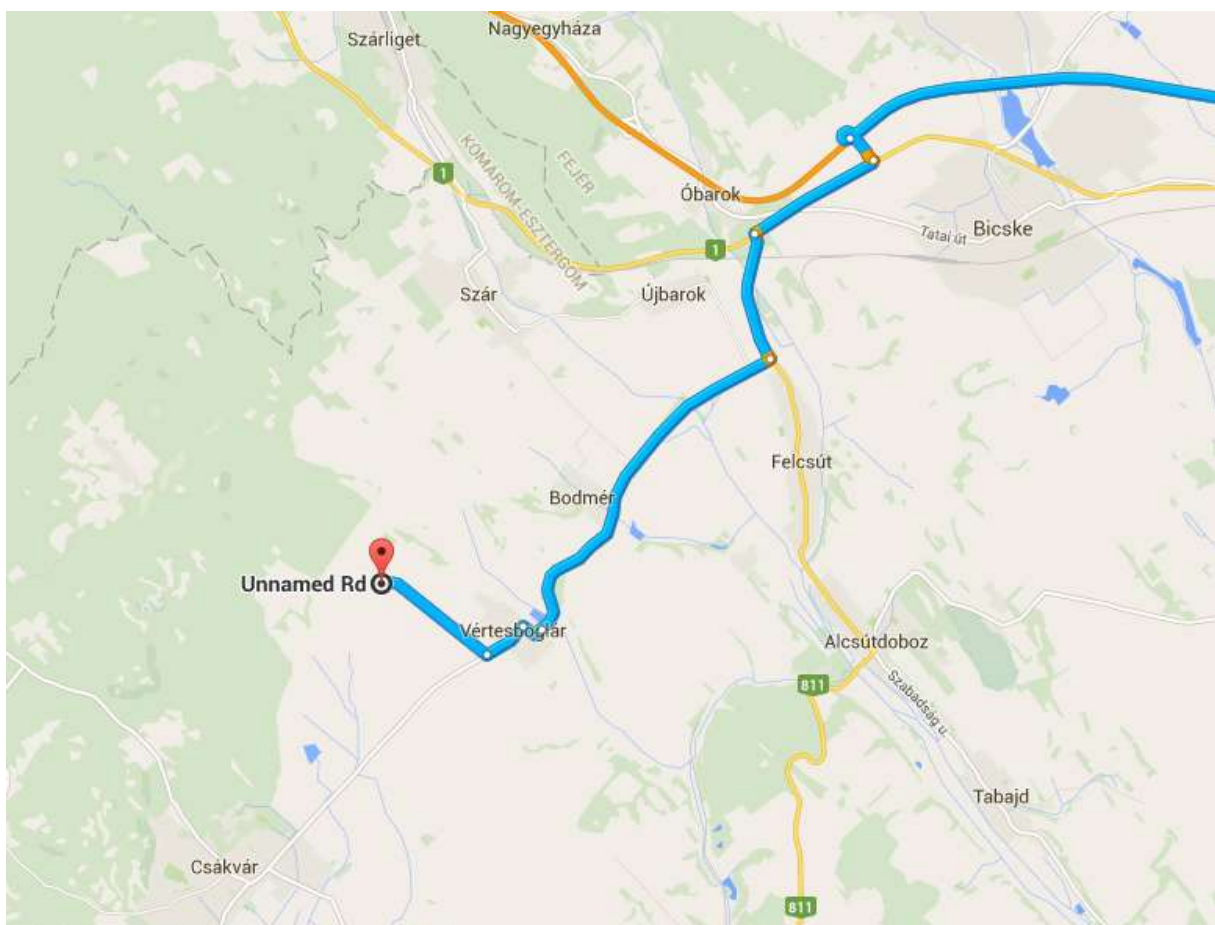 Nagyegyháza
Szárliget
KOMÁROM-ESZTERGOM
FEJÉR
1
Óbarok
Tatai út
Bicske
1
Szár
Újbarok
Felcsút
Bodmér
Unnamed Rd
Vértesboglár
Alcsútdoboz
811
Szabadság u.
Tabajd
Csákvár
811